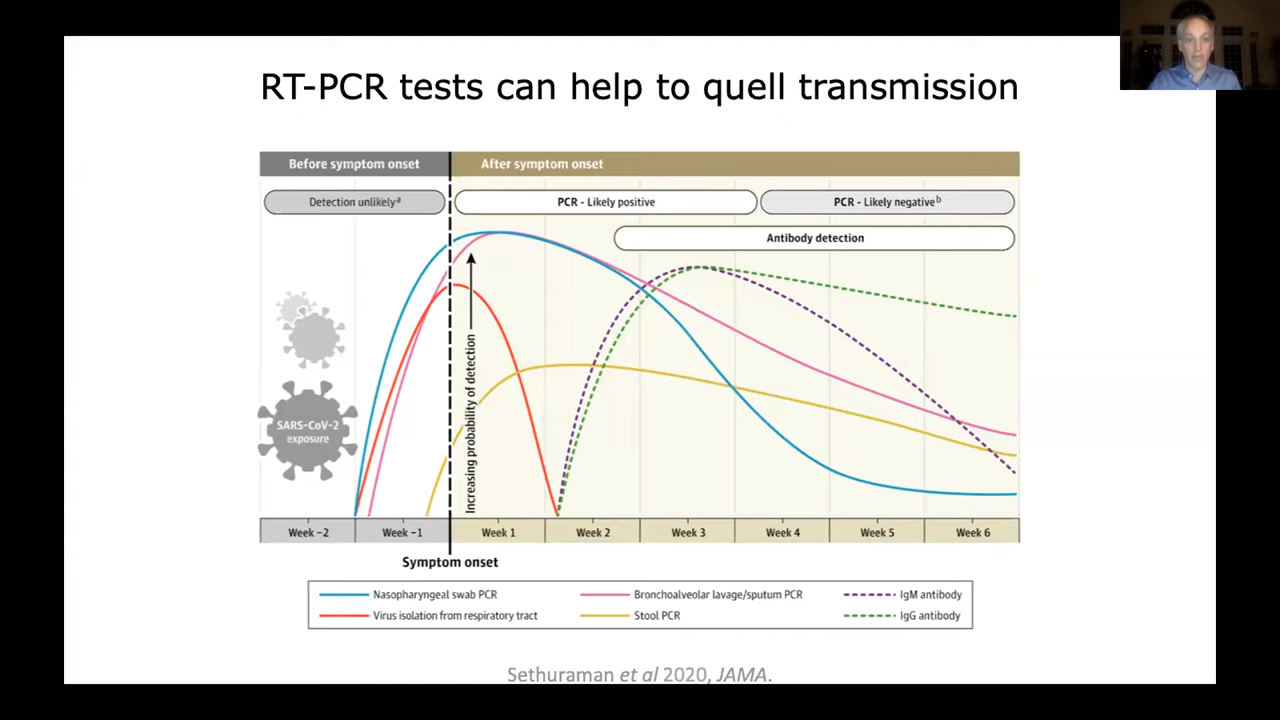 RT-PCR tests can help to quell transmission
Before symptom onset
After symptom onset
Detection unlikelyᵃ
PCR - Likely positive
PCR - Likely negativeᵇ
Antibody detection
Increasing probability of detection
SARS-CoV-2
exposure
Week −2
Week −1
Week 1
Week 2
Week 3
Week 4
Week 5
Week 6
Symptom onset
Nasopharyngeal swab PCR
Bronchoalveolar lavage/sputum PCR
IgM antibody
Virus isolation from respiratory tract
Stool PCR
IgG antibody
Sethuraman et al 2020, JAMA.